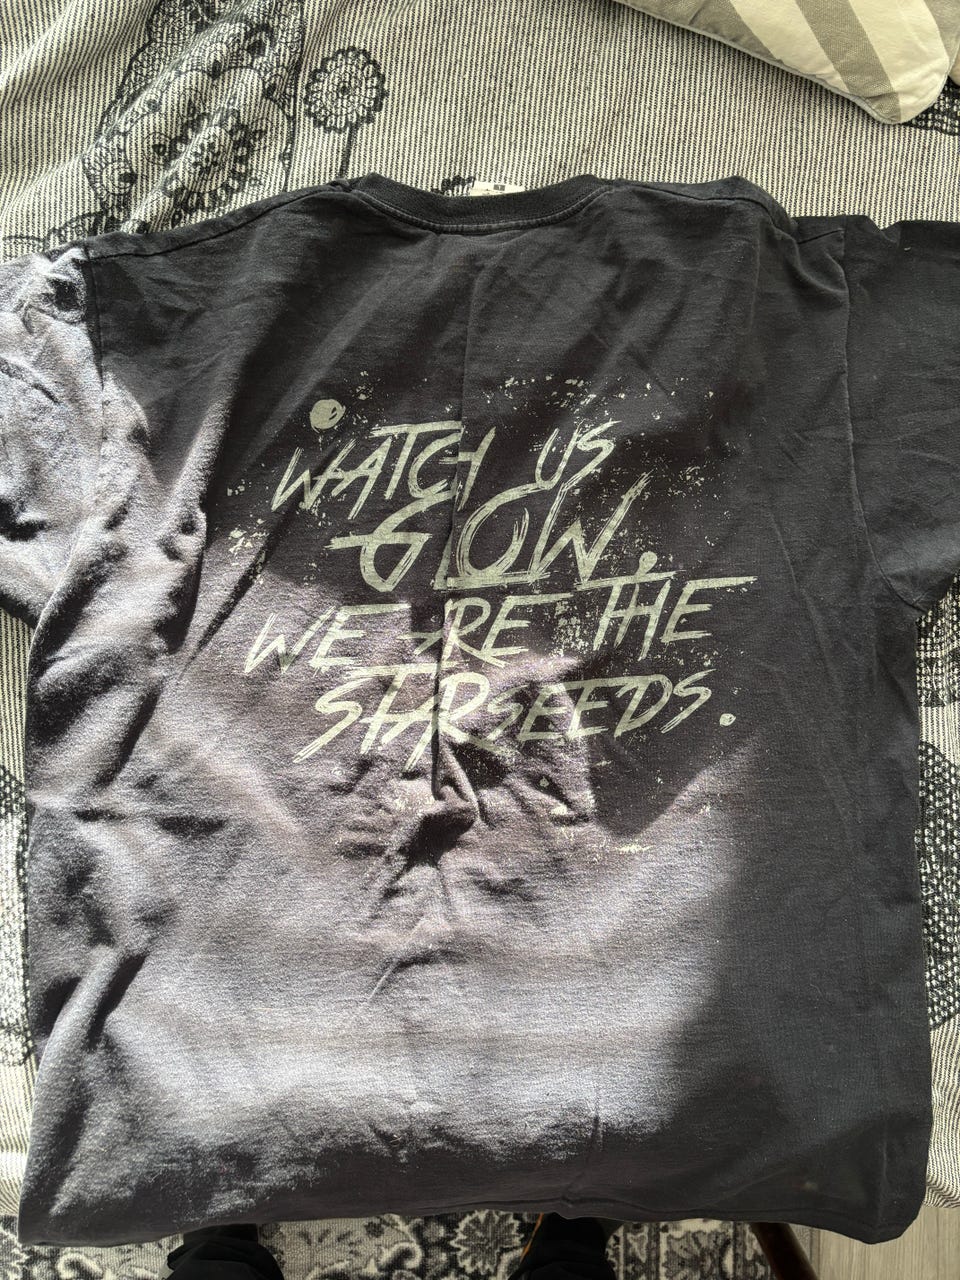 WATCH US
GLOW.
WE ARE THE
STARSEEDS.